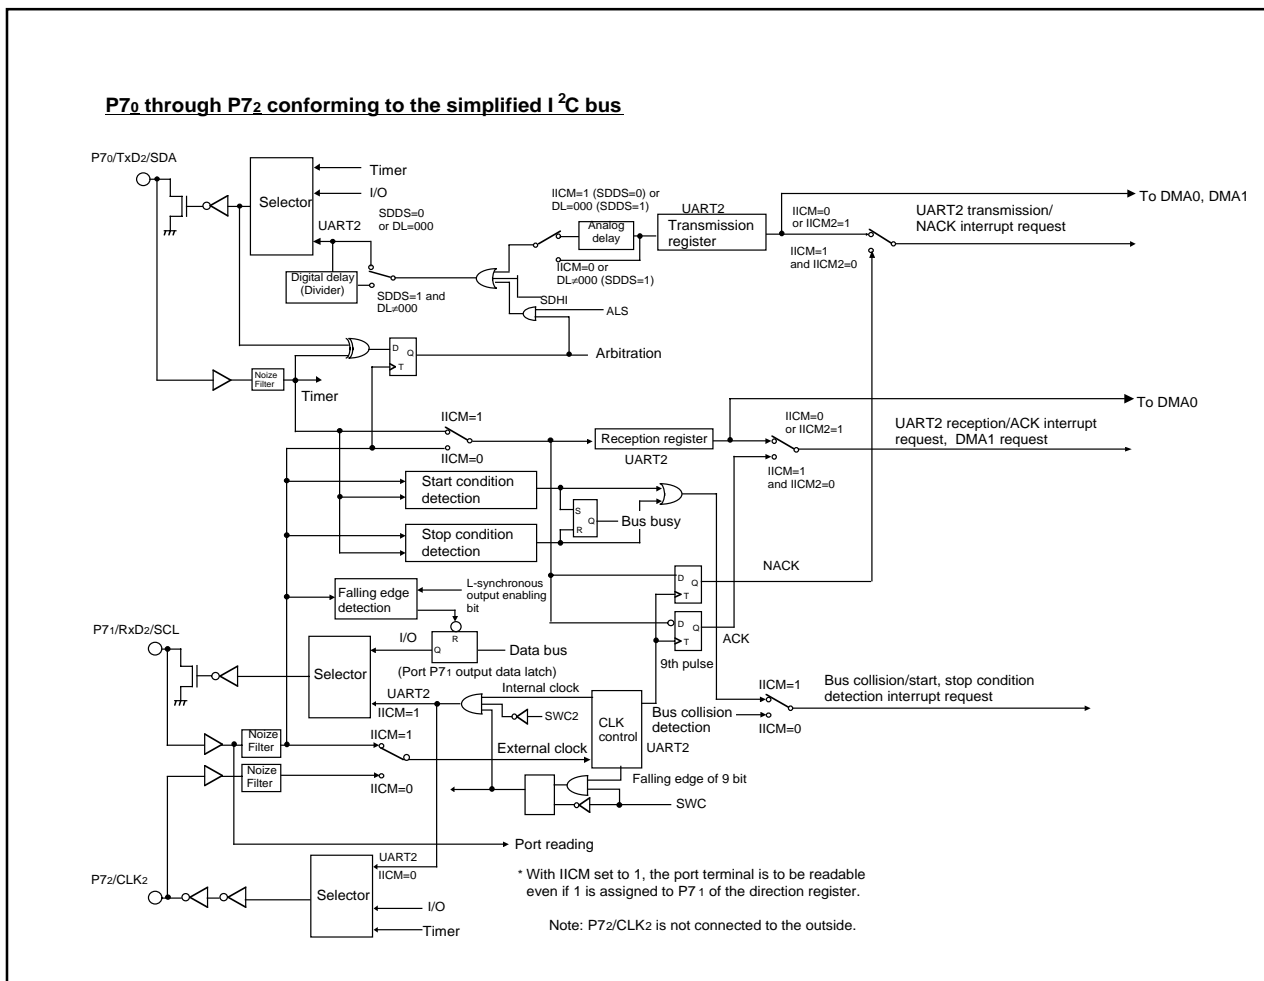 P70 through P72 conforming to the simplified I 2C bus
P70/TxD2/SDA
Selector
Timer
I/O
UART2
SDDS=0
or DL=000
Digital delay
(Divider)
SDDS=1 and
DL≠000
IICM=1 (SDDS=0) or
DL=000 (SDDS=1)
Analog
delay
IICM=0 or
DL≠000 (SDDS=1)
SDHI
ALS
UART2
Transmission
register
IICM=0
or IICM2=1
IICM=1
and IICM2=0
To DMA0, DMA1
UART2 transmission/
NACK interrupt
request
D
Q
T
Arbitration
Noize
Filter
Timer
IICM=1
IICM=0
Reception register
UART2
IICM=0
or IICM2=1
IICM=1
and IICM2=0
To DMA0
UART2 reception/ACK interrupt
request, DMA1 request
Start condition
detection
Stop condition
detection
S
Q
R
Bus busy
NACK
D
Q
T
D
Q
T
ACK
9th pulse
Falling edge
detection
L-synchronous
output enabling
bit
P71/RxD2/SCL
I/O
R
Q
Data bus
(Port P71 output data latch)
Selector
UART2
IICM=1
Internal clock
SWC2
CLK
control
UART2
External clock
Bus collision
detection
IICM=1
IICM=0
Bus collision/start, stop condition
detection interrupt request
Noize
Filter
IICM=1
Noize
Filter
IICM=0
Falling edge of 9 bit
SWC
Port reading
P72/CLK2
Selector
UART2
IICM=0
I/O
Timer
* With IICM set to 1, the port terminal is to be readable
even if 1 is assigned to P71 of the direction register.
Note: P72/CLK2 is not connected to the outside.